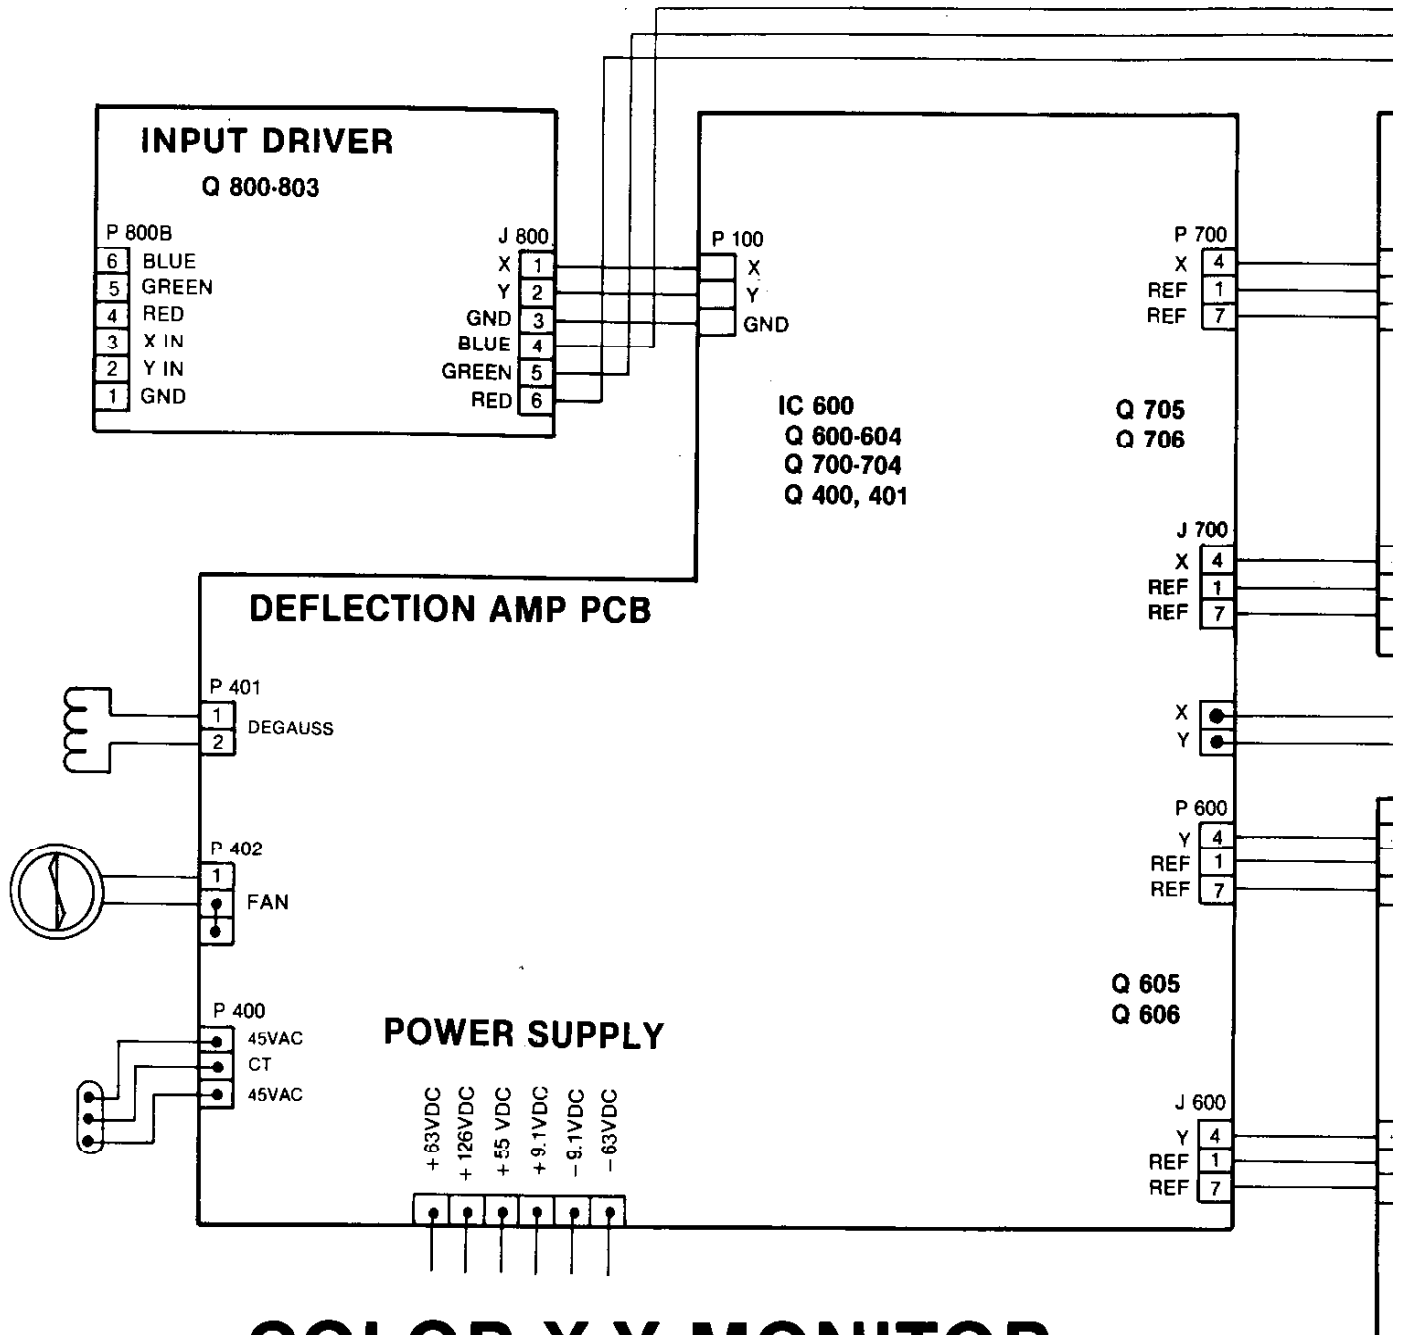 INPUT DRIVER
Q 800-803
P 800B
6 BLUE
5 GREEN
4 RED
3 X IN
2 Y IN
1 GND
J 800
X 1
Y 2
GND 3
BLUE 4
GREEN 5
RED 6
P 100
X
Y
GND
IC 600
Q 600-604
Q 700-704
Q 400, 401
P 700
X 4
REF 1
REF 7
Q 705
Q 706
J 700
X 4
REF 1
REF 7
X
Y
P 600
Y 4
REF 1
REF 7
Q 605
Q 606
J 600
Y 4
REF 1
REF 7
DEFLECTION AMP PCB
P 401
1
2
DEGAUSS
P 402
1
FAN
P 400
45VAC
CT
45VAC
POWER SUPPLY
+63VDC
+126VDC
+55 VDC
+9.1VDC
-9.1VDC
-63VDC
COLOR X-Y MONITOR